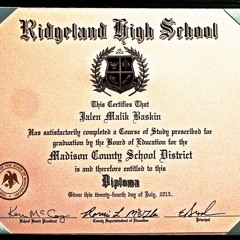 Ridgeland High School
This Certifies That
Jalen Malik Baskin
Has satisfactorily completed a Course of Study prescribed for
graduation by the Board of Education for the
Madison County School District
and is therefore entitled to this
Diploma
Given this twenty-fourth day of July, 2015.
School Board President
County Superintendent of Education
Principal